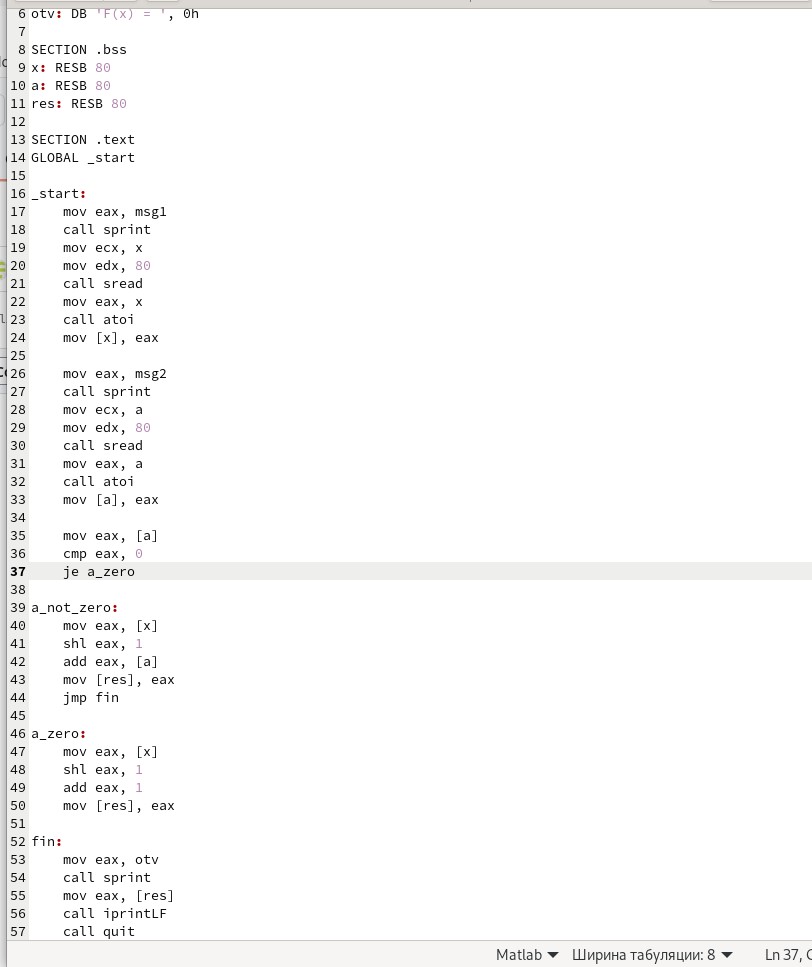 6 otv: DB 'F(x) = ', 0h
7
8 SECTION .bss
9 x: RESB 80
10 a: RESB 80
11 res: RESB 80
12
13 SECTION .text
14 GLOBAL _start
15
16 _start:
17     mov eax, msg1
18     call sprint
19     mov ecx, x
20     mov edx, 80
21     call sread
22     mov eax, x
23     call atoi
24     mov [x], eax
25
26     mov eax, msg2
27     call sprint
28     mov ecx, a
29     mov edx, 80
30     call sread
31     mov eax, a
32     call atoi
33     mov [a], eax
34
35     mov eax, [a]
36     cmp eax, 0
37     je a_zero
38
39 a_not_zero:
40     mov eax, [x]
41     shl eax, 1
42     add eax, [a]
43     mov [res], eax
44     jmp fin
45
46 a_zero:
47     mov eax, [x]
48     shl eax, 1
49     add eax, 1
50     mov [res], eax
51
52 fin:
53     mov eax, otv
54     call sprint
55     mov eax, [res]
56     call iprintLF
57     call quit
Matlab Ширина табуляции: 8 Ln 37,